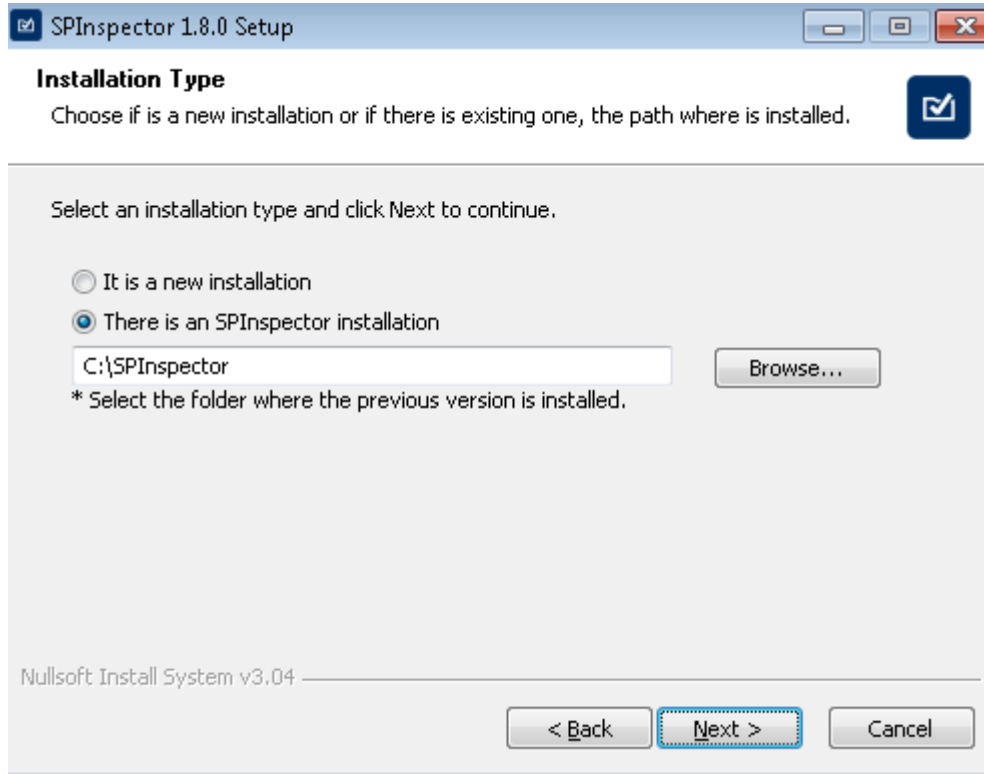 SPInspector 1.8.0 Setup
Installation Type
Choose if is a new installation or if there is existing one, the path where is installed.
Select an installation type and click Next to continue.
It is a new installation
There is an SPInspector installation
C:\SPInspector
Browse...
* Select the folder where the previous version is installed.
Nullsoft Install System v3.04
< Back
Next >
Cancel